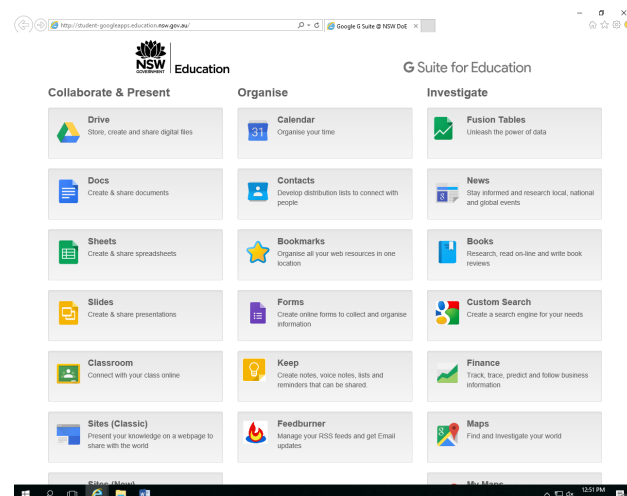 http://student-googleapps.education.nsw.gov.au/
Google G Suite @ NSW DoE
NSW
GOVERNMENT
Education
G Suite for Education
Collaborate & Present
Organise
Investigate
Drive
Store, create and share digital files
Calendar
Organise your time
31
Fusion Tables
Unleash the power of data
Docs
Create & share documents
Contacts
Develop distribution lists to connect with
people
News
Stay informed and research local, national
and global events
Sheets
Create & share spreadsheets
Bookmarks
Organise all your web resources in one
location
Books
Research, read on-line and write book
reviews
Slides
Create & share presentations
Forms
Create online forms to collect and organise
information
Custom Search
Create a search engine for your needs
Classroom
Connect with your class online
Keep
Create notes, voice notes, lists and
reminders that can be shared.
Finance
Track, trace, predict and follow business
information
Sites (Classic)
Present your knowledge on a webpage to
share with the world
Feedburner
Manage your RSS feeds and get Email
updates
Maps
Find and Investigate your world
Sites (New)
My Maps
12:51 PM